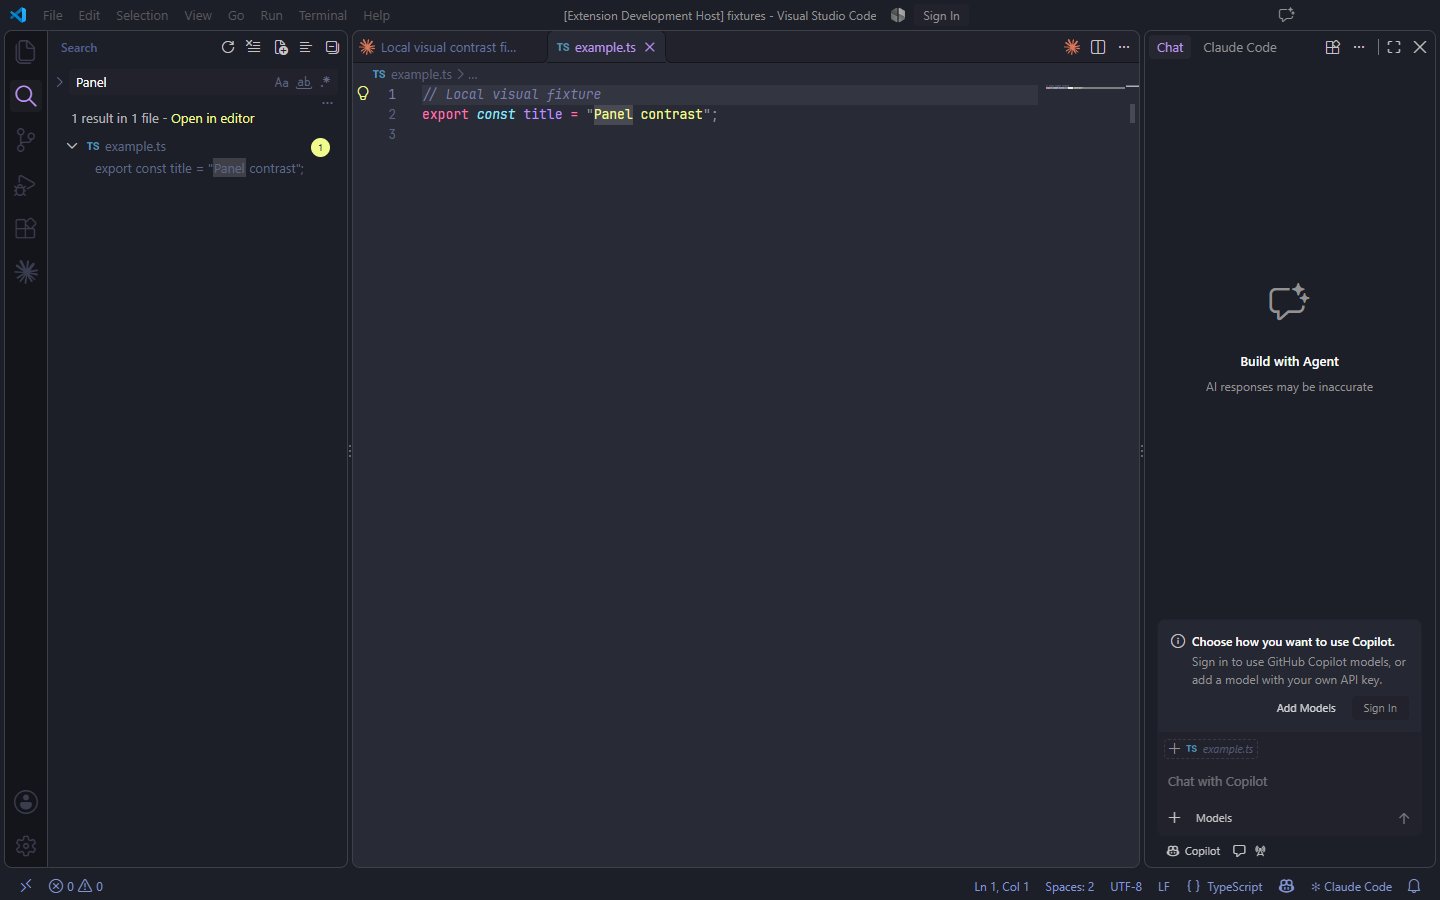 File Edit Selection View Go Run Terminal Help
[Extension Development Host] fixtures - Visual Studio Code
Sign In
Search
Panel
Aa ab .*
1 result in 1 file - Open in editor
TS example.ts 1
export const title = "Panel contrast";
Local visual contrast fi...
TS example.ts
TS example.ts > ...
1 // Local visual fixture
2 export const title = "Panel contrast";
3
Chat Claude Code
Build with Agent
AI responses may be inaccurate
Choose how you want to use Copilot.
Sign in to use GitHub Copilot models, or
add a model with your own API key.
Add Models Sign In
TS example.ts
Chat with Copilot
Models
Copilot
0 0
Ln 1, Col 1 Spaces: 2 UTF-8 LF { } TypeScript Claude Code